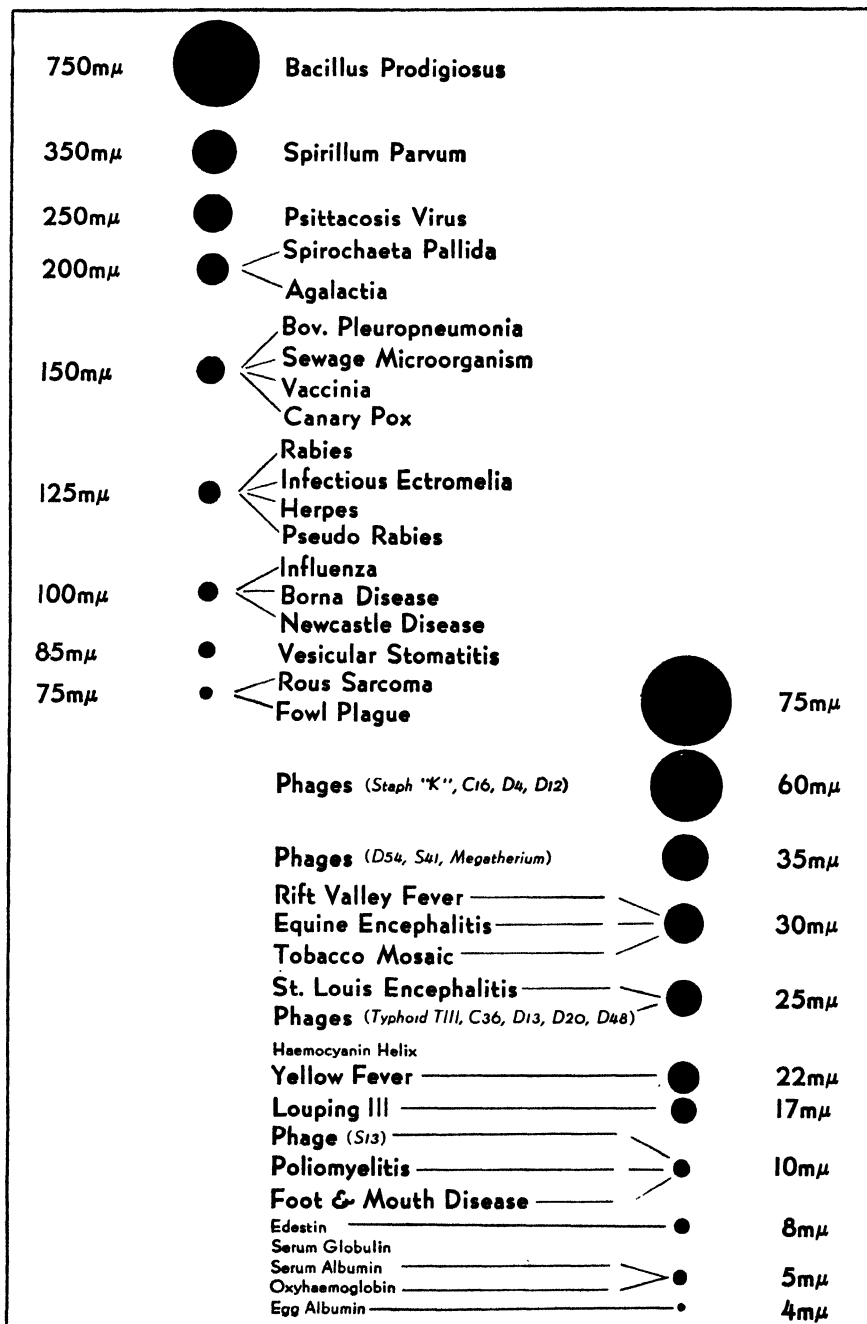 750mμ Bacillus Prodigiosus
350mμ Spirillum Parvum
250mμ Psittacosis Virus
Spirochaeta Pallida
200mμ
Agalactia
Bov. Pleuropneumonia
Sewage Microorganism
150mμ
Vaccinia
Canary Pox
Rabies
Infectious Ectromelia
125mμ
Herpes
Pseudo Rabies
Influenza
100mμ Borna Disease
Newcastle Disease
85mμ Vesicular Stomatitis
Rous Sarcoma
75mμ 75mμ
Fowl Plague
Phages (Staph "K", C16, D4, D12) 60mμ
Phages (D54, S41, Megatherium) 35mμ
Rift Valley Fever
Equine Encephalitis 30mμ
Tobacco Mosaic
St. Louis Encephalitis
25mμ
Phages (Typhoid TIII, C36, D13, D20, D48)
Haemocyanin Helix
Yellow Fever 22mμ
Louping Ill 17mμ
Phage (S13)
Poliomyelitis 10mμ
Foot & Mouth Disease
Edestin 8mμ
Serum Globulin
Serum Albumin
5mμ
Oxyhaemoglobin
Egg Albumin 4mμ